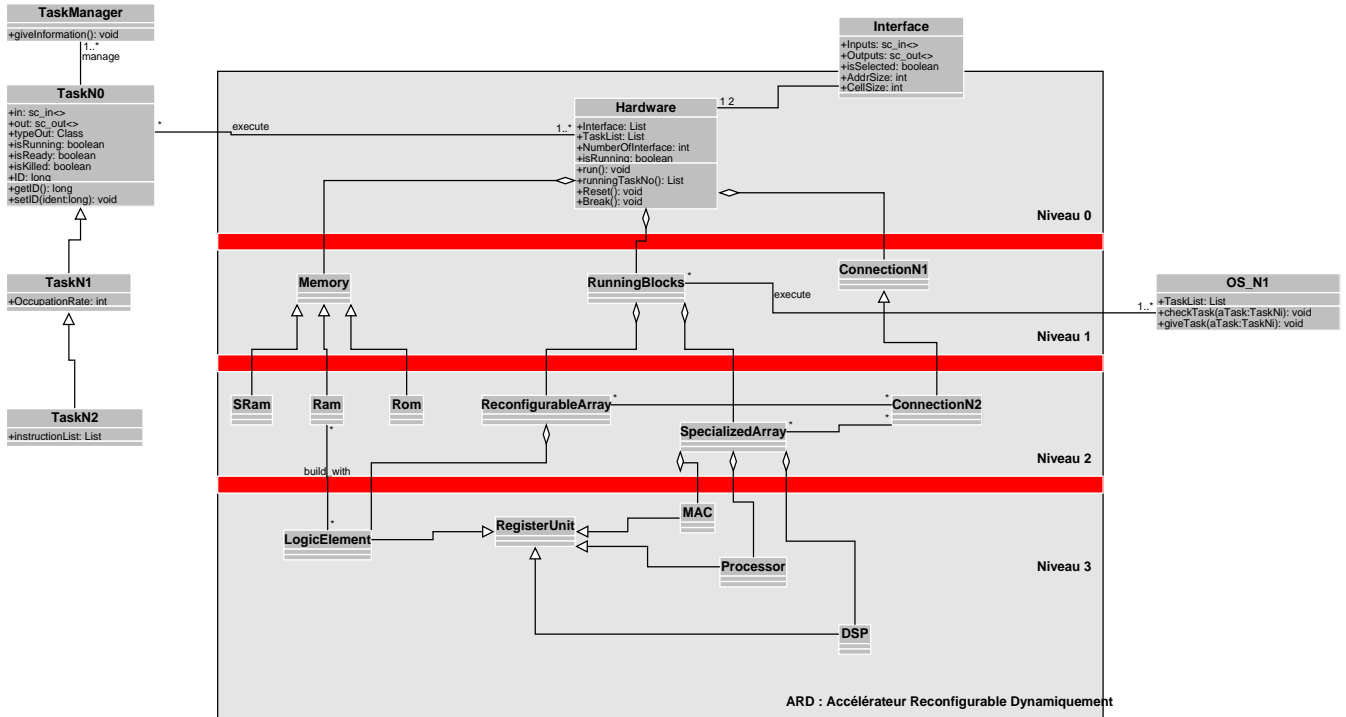 TaskManager
+giveInformation(): void
1..*
manage
TaskN0
+in: sc_in<>
+out: sc_out<>
+typeOut: Class
+isRunning: boolean
+isReady: boolean
+isKilled: boolean
+ID: long
+getID(): long
+setID(ident:long): void
*
execute
1..*
TaskN1
+OccupationRate: int
TaskN2
+instructionList: List
Interface
+Inputs: sc_in<>
+Outputs: sc_out<>
+isSelected: boolean
+AddrSize: int
+CellSize: int
1 2
Hardware
+Interface: List
+TaskList: List
+NumberOfInterface: int
+isRunning: boolean
+run(): void
+runningTaskNo(): List
+Reset(): void
+Break(): void
Niveau 0
Memory
RunningBlocks
*
execute
1..*
ConnectionN1
OS_N1
+TaskList: List
+checkTask(aTask:TaskNi): void
+giveTask(aTask:TaskNi): void
Niveau 1
SRam
Ram
*
Rom
ReconfigurableArray
*
*
ConnectionN2
*
SpecializedArray
*
Niveau 2
build_with
*
LogicElement
RegisterUnit
MAC
Processor
Niveau 3
DSP
ARD : Accélérateur Reconfigurable Dynamiquement